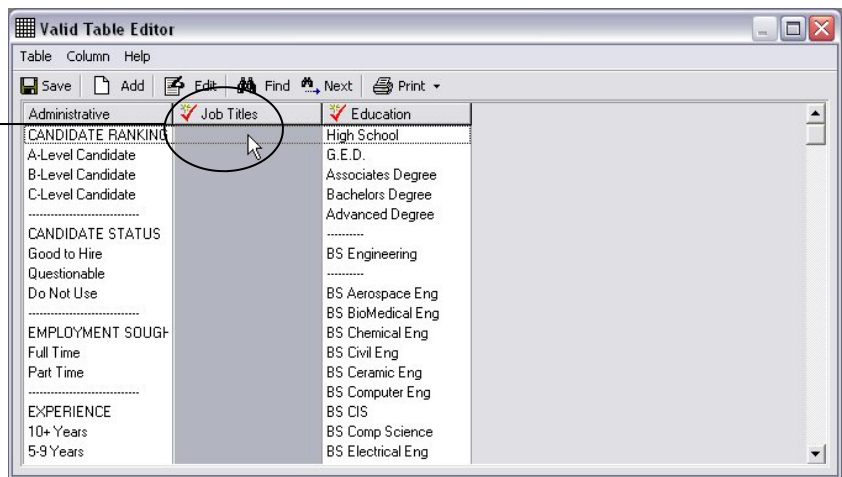 Valid Table Editor
Table Column Help
Save Add Edit Find Next Print
Administrative Job Titles Education
CANDIDATE RANKING High School
A-Level Candidate G.E.D.
B-Level Candidate Associates Degree
C-Level Candidate Bachelors Degree
------------------------------ Advanced Degree
CANDIDATE STATUS ----------
Good to Hire BS Engineering
Questionable ----------
Do Not Use BS Aerospace Eng
------------------------------ BS BioMedical Eng
EMPLOYMENT SOUGH BS Chemical Eng
Full Time BS Civil Eng
Part Time BS Ceramic Eng
------------------------------ BS Computer Eng
EXPERIENCE BS CIS
10+ Years BS Comp Science
5-9 Years BS Electrical Eng